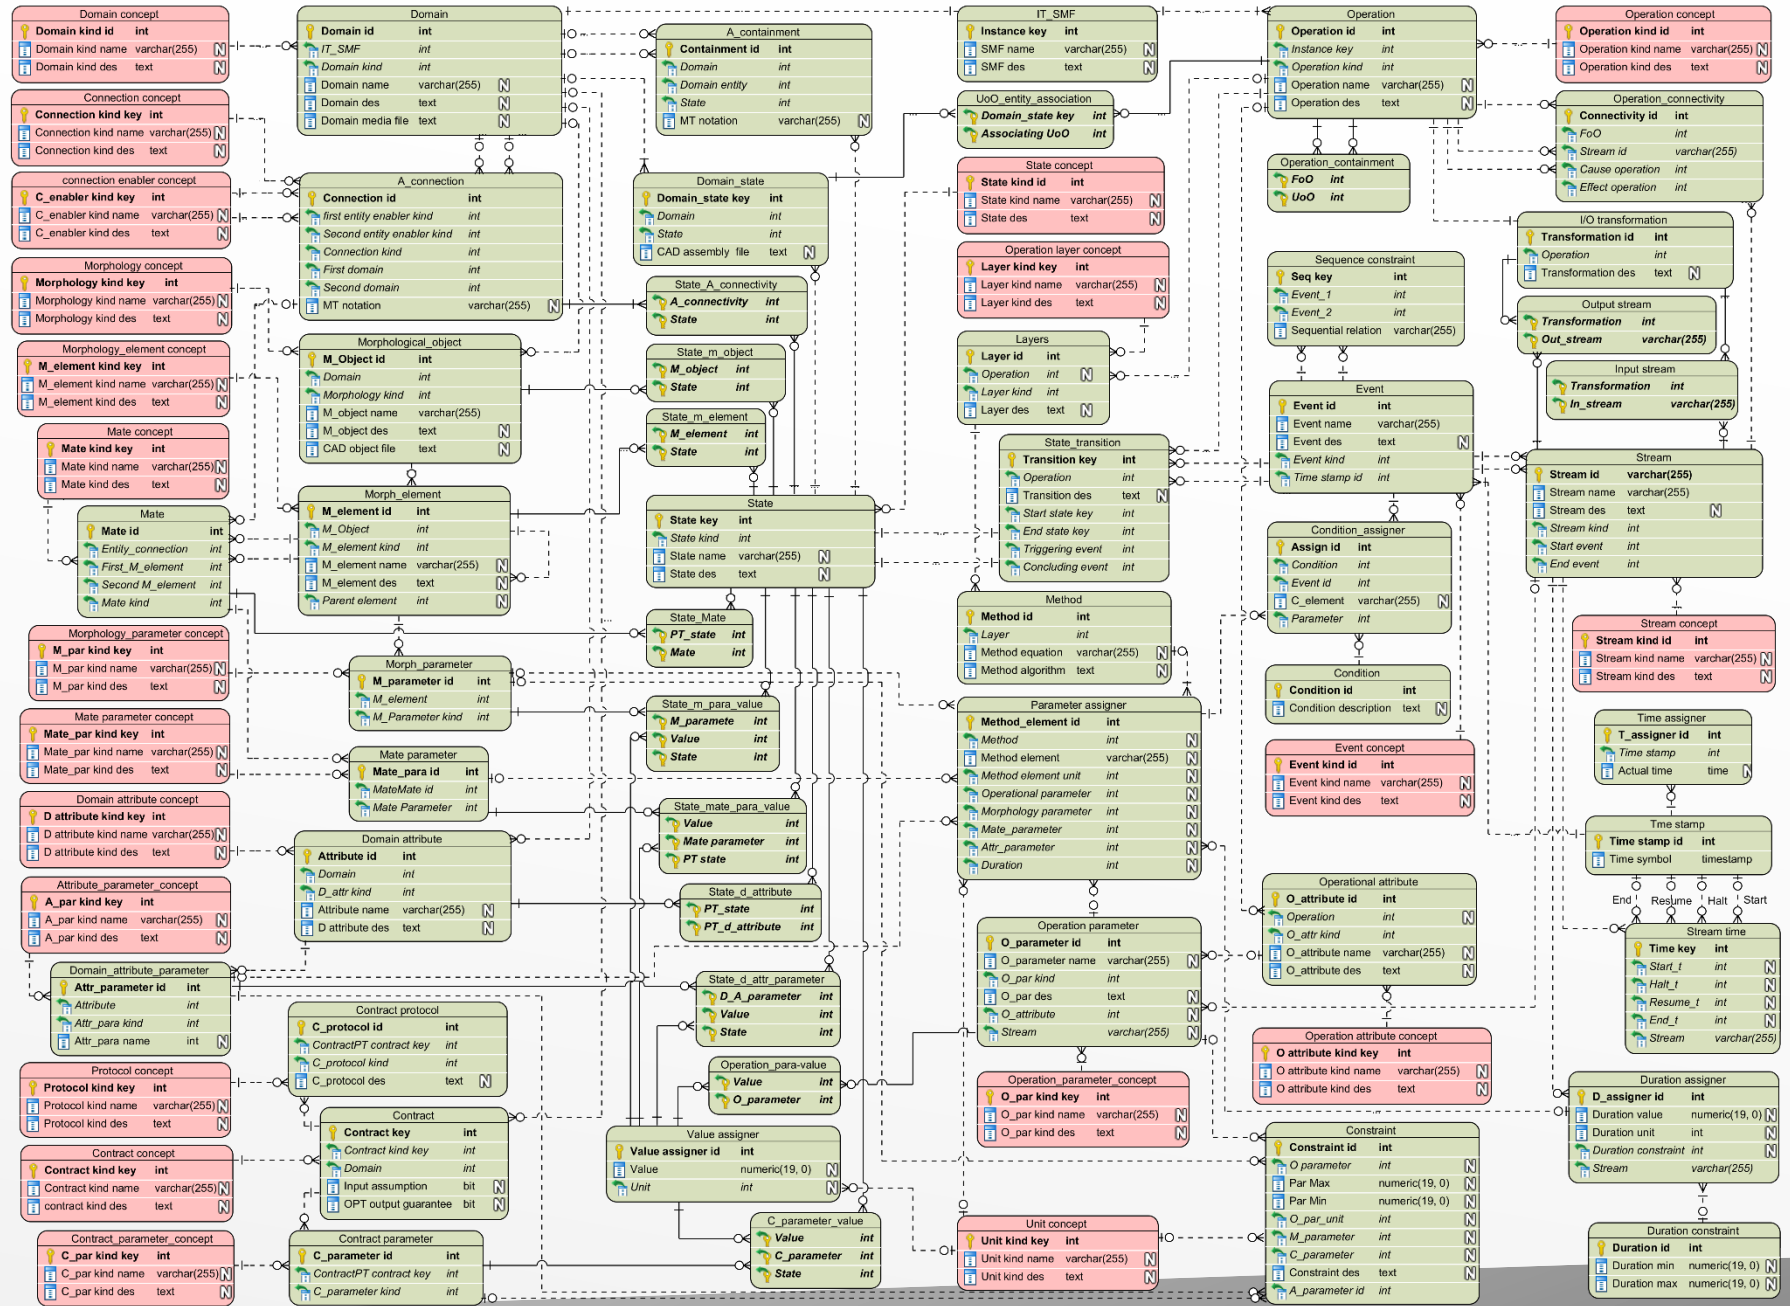 Domain concept
Domain kind id int
Domain kind name varchar(255) N
Domain kind des text N
Connection concept
Connection kind key int
Connection kind name varchar(255) N
Connection kind des text N
connection enabler concept
C_enabler kind key int
C_enabler kind name varchar(255) N
C_enabler kind des text N
Morphology concept
Morphology kind key int
Morphology kind name varchar(255) N
Morphology kind des text N
Morphology_element concept
M_element kind key int
M_element kind name varchar(255) N
M_element kind des text N
Mate concept
Mate kind key int
Mate kind name varchar(255) N
Mate kind des text N
Mate
Mate id int
Entity_connection int
First_M_element int
Second M_element int
Mate kind int
Morphology_parameter concept
M_par kind key int
M_par kind name varchar(255) N
M_par kind des text N
Mate parameter concept
Mate_par kind key int
Mate_par kind name varchar(255) N
Mate_par kind des text N
Domain attribute concept
D attribute kind key int
D attribute kind name varchar(255) N
D attribute kind des text N
Attribute_parameter_concept
A_par kind key int
A_par kind name varchar(255) N
A_par kind des text N
Domain_attribute_parameter
Attr_parameter id int
Attribute int
Attr_para kind int
Attr_para name int N
Protocol concept
Protocol kind key int
Protocol kind name varchar(255) N
Protocol kind des text N
Contract concept
Contract kind key int
Contract kind name varchar(255) N
contract kind des text N
Contract_parameter_concept
C_par kind key int
C_par kind name varchar(255) N
C_par kind des text N
Domain
Domain id int
IT_SMF int
Domain kind int
Domain name varchar(255) N
Domain des text N
Domain media file text N
A_connection
Connection id int
first entity enabler kind int
Second entity enabler kind int
Connection kind int
First domain int
Second domain int
MT notation varchar(255) N
Morphological_object
M_Object id int
Domain int
Morphology kind int
M_object name varchar(255)
M_object des text N
CAD object file text N
Morph_element
M_element id int
M_Object int
M_element kind int
M_element name varchar(255) N
M_element des text N
Parent element int N
Morph_parameter
M_parameter id int
M_element int
M_Parameter kind int
Mate parameter
Mate_para id int
MateMate id int
Mate Parameter int
Domain attribute
Attribute id int
Domain int
D_attr kind int
Attribute name varchar(255) N
D attribute des text N
Contract protocol
C_protocol id int
ContractPT contract key int
C_protocol kind int
C_protocol des text N
Contract
Contract key int
Contract kind key int
Domain int
Input assumption bit N
OPT output guarantee bit N
Contract parameter
C_parameter id int
ContractPT contract key int
C_parameter kind int
A_containment
Containment id int
Domain int
Domain entity int
State int
MT notation varchar(255) N
Domain_state
Domain_state key int
Domain int
State int
CAD assembly file text N
State_A_connectivity
A_connectivity int
State int
State_m_object
M_object int
State int
State_m_element
M_element int
State int
State
State key int
State kind int
State name varchar(255) N
State des text N
State_Mate
PT_state int
Mate int
State_m_para_value
M_paramete int
Value int
State int
State_mate_para_value
Value int
Mate parameter int
PT state int
State_d_attribute
PT_state int
PT_d_attribute int
State_d_attr_parameter
D_A_parameter int
Value int
State int
Operation_para-value
Value int
O_parameter int
Value assigner
Value assigner id int
Value numeric(19, 0) N
Unit int N
C_parameter_value
Value int
C_parameter int
State int
IT_SMF
Instance key int
SMF name varchar(255) N
SMF des text N
UoO_entity_association
Domain_state key int
Associating UoO int
State concept
State kind id int
State kind name varchar(255) N
State des text N
Operation layer concept
Layer kind key int
Layer kind name varchar(255) N
Layer kind des text N
Layers
Layer id int
Operation int N
Layer kind int
Layer des text N
State_transition
Transition key int
Operation int
Transition des text N
Start state key int
End state key int
Triggering event int
Concluding event int
Method
Method id int
Layer int
Method equation varchar(255) N
Method algorithm text N
Parameter assigner
Method_element id int
Method int N
Method element varchar(255) N
Method element unit int N
Operational parameter int N
Morphology parameter int N
Mate_parameter int N
Attr_parameter int N
Duration int N
Operation parameter
O_parameter id int
O_parameter name varchar(255) N
O_par kind int
O_par des text N
O_attribute int N
Stream varchar(255) N
Operation_parameter_concept
O_par kind key int
O_par kind name varchar(255) N
O_par kind des text N
Unit concept
Unit kind key int
Unit kind name varchar(255) N
Unit kind des text N
Operation
Operation id int
Instance key int
Operation kind int
Operation name varchar(255) N
Operation des text N
Operation_containment
FoO int
UoO int
Sequence constraint
Seq key int
Event_1 int
Event_2 int
Sequential relation varchar(255)
Event
Event id int
Event name varchar(255)
Event des text N
Event kind int
Time stamp id int
Condition_assigner
Assign id int
Condition int
Event id int
C_element varchar(255) N
Parameter int
Condition
Condition id int
Condition description text N
Event concept
Event kind id int
Event kind name varchar(255) N
Event kind des text N
Operational attribute
O_attribute id int
Operation int N
O_attr kind int
O_attribute name varchar(255) N
O_attribute des text N
Operation attribute concept
O attribute kind key int
O attribute kind name varchar(255) N
O attribute kind des text N
Constraint
Constraint id int
O parameter int N
Par Max numeric(19, 0) N
Par Min numeric(19, 0) N
O_par_unit int N
M_parameter int N
C_parameter int N
Constraint des text N
A_parameter id int N
Operation concept
Operation kind id int
Operation kind name varchar(255) N
Operation kind des text N
Operation_connectivity
Connectivity id int
FoO int
Stream id varchar(255)
Cause operation int
Effect operation int
I/O transformation
Transformation id int
Operation int
Transformation des text N
Output stream
Transformation int
Out_stream varchar(255)
Input stream
Transformation int
In_stream varchar(255)
Stream
Stream id varchar(255)
Stream name varchar(255)
Stream des text N
Stream kind int
Start event int
End event int
Stream concept
Stream kind id int
Stream kind name varchar(255) N
Stream kind des text N
Time assigner
T_assigner id int
Time stamp int
Actual time time N
Tme stamp
Time stamp id int
Time symbol timestamp
End Resume Halt Start
Stream time
Time key int
Start_t int N
Halt_t int N
Resume_t int N
End_t int N
Stream varchar(255)
Duration assigner
D_assigner id int
Duration value numeric(19, 0) N
Duration unit int N
Duration constraint int N
Stream varchar(255)
Duration constraint
Duration id int
Duration min numeric(19, 0) N
Duration max numeric(19, 0) N